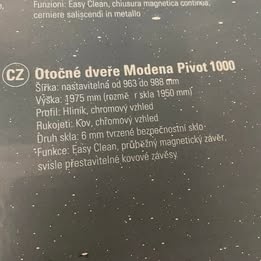 Funzioni: Easy Clean, chiusura magnetica continua,
cerniere saliscendi in metallo
CZ Otočné dveře Modena Pivot 1000
Šířka: nastavitelná od 963 do 988 mm
Výška: 1975 mm (rozměr skla 1950 mm)
Profil: Hliník, chromový vzhled
Rukojeti: Kov, chromový vzhled
Druh skla: 6 mm tvrzené bezpečnostní sklo
Funkce: Easy Clean, průběžný magnetický závěr,
svisle přestavitelné kovové závěsy